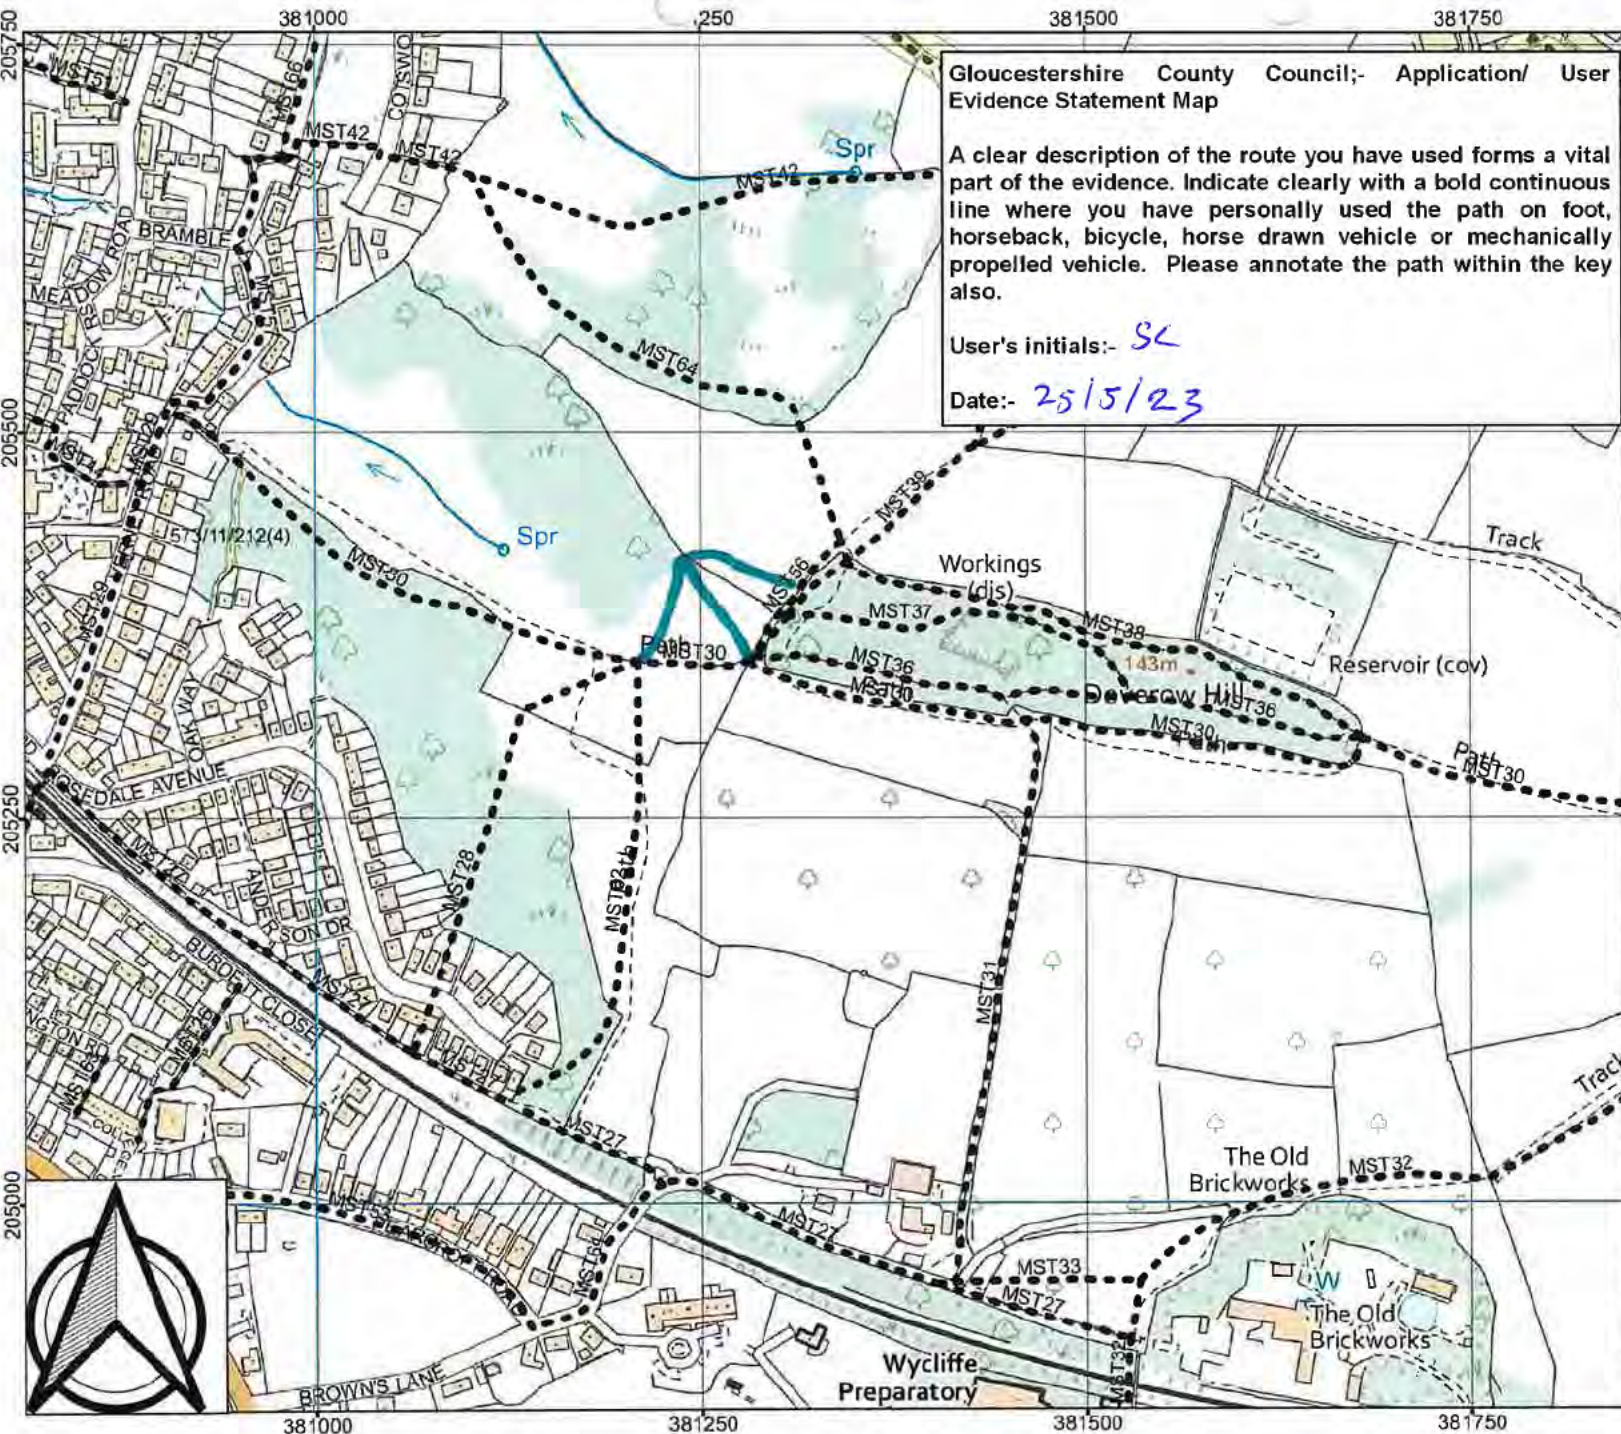 381000
,250
381500
381750
205750
Gloucestershire County Council;- Application/ User
Evidence Statement Map
A clear description of the route you have used forms a vital
part of the evidence. Indicate clearly with a bold continuous
line where you have personally used the path on foot,
horseback, bicycle, horse drawn vehicle or mechanically
propelled vehicle. Please annotate the path within the key
also.
User's initials:- SC
Date:- 25/5/23
MST51
MST66
MST42
MST42
MST42
Spr
MEADOW ROAD
BRAMBLE
MST64
205500
MST29
573/11/212(4)
Spr
MST30
MST39
Track
Workings
(dis)
MST56
MST37
MST38
MST29
Path
MST30
MST36
143m
Reservoir (cov)
Doverow Hill
MST36
MST30
Path
MST30
OAK WAY
ROSEDALE AVENUE
205250
MST27
MST28
ANDERSON DR
MST31
BURDETT CLOSE
MST27
MST27
Track
MST27
The Old
Brickworks
MST32
205000
MST27
MST33
MST27
W
The Old
Brickworks
MST32
Wycliffe
Preparatory
BROWN'S LANE
381000
381250
381500
381750